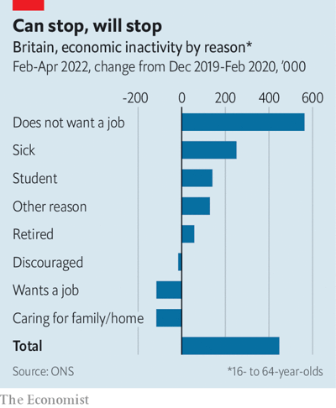 Can stop, will stop
Britain, economic inactivity by reason*
Feb-Apr 2022, change from Dec 2019-Feb 2020, ’000
-200 0 200 400 600
Does not want a job
Sick
Student
Other reason
Retired
Discouraged
Wants a job
Caring for family/home
Total
Source: ONS *16- to 64-year-olds
The Economist